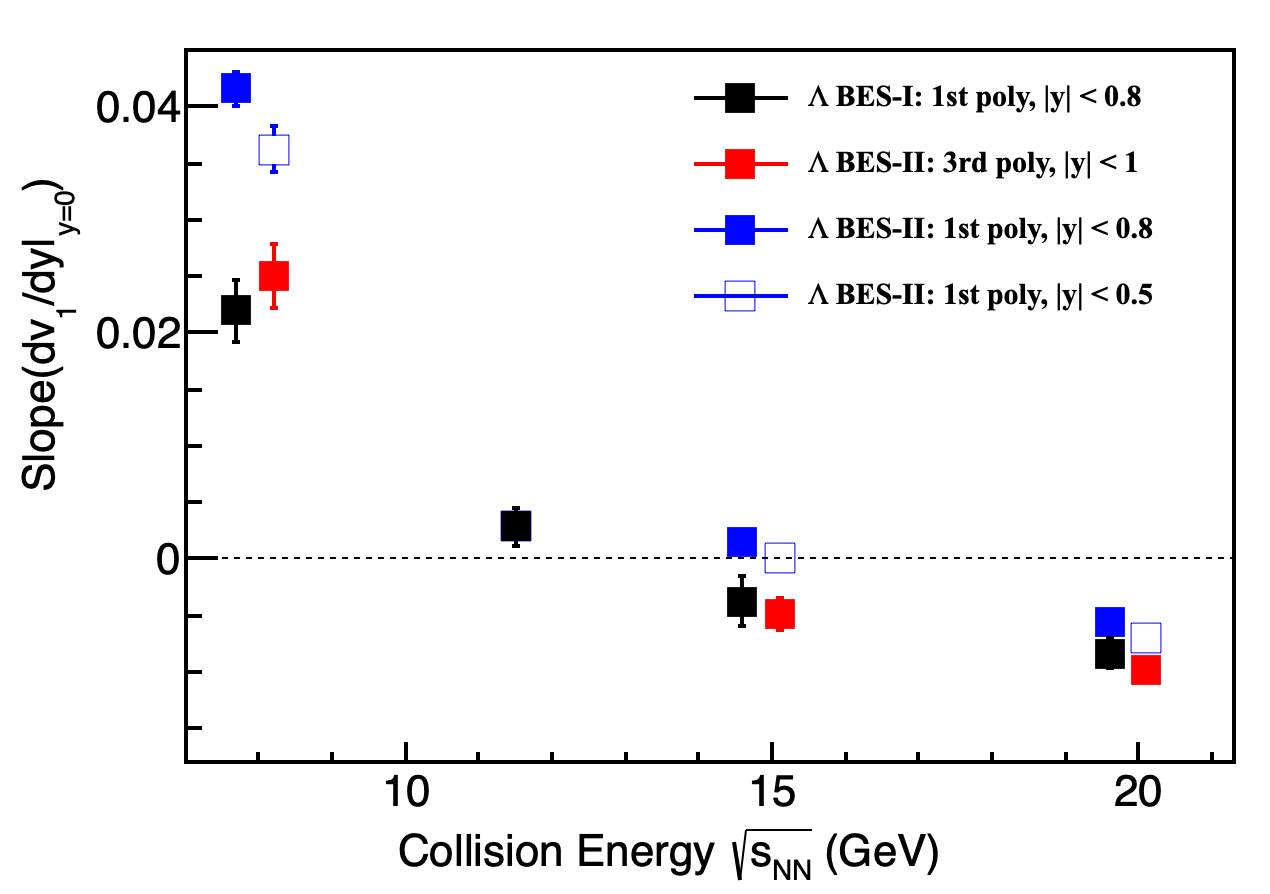 Λ BES-I: 1st poly, |y| < 0.8
Λ BES-II: 3rd poly, |y| < 1
Λ BES-II: 1st poly, |y| < 0.8
Λ BES-II: 1st poly, |y| < 0.5
Slope(dv1/dy|y=0)
0.04
0.02
0
10
15
20
Collision Energy √sNN (GeV)